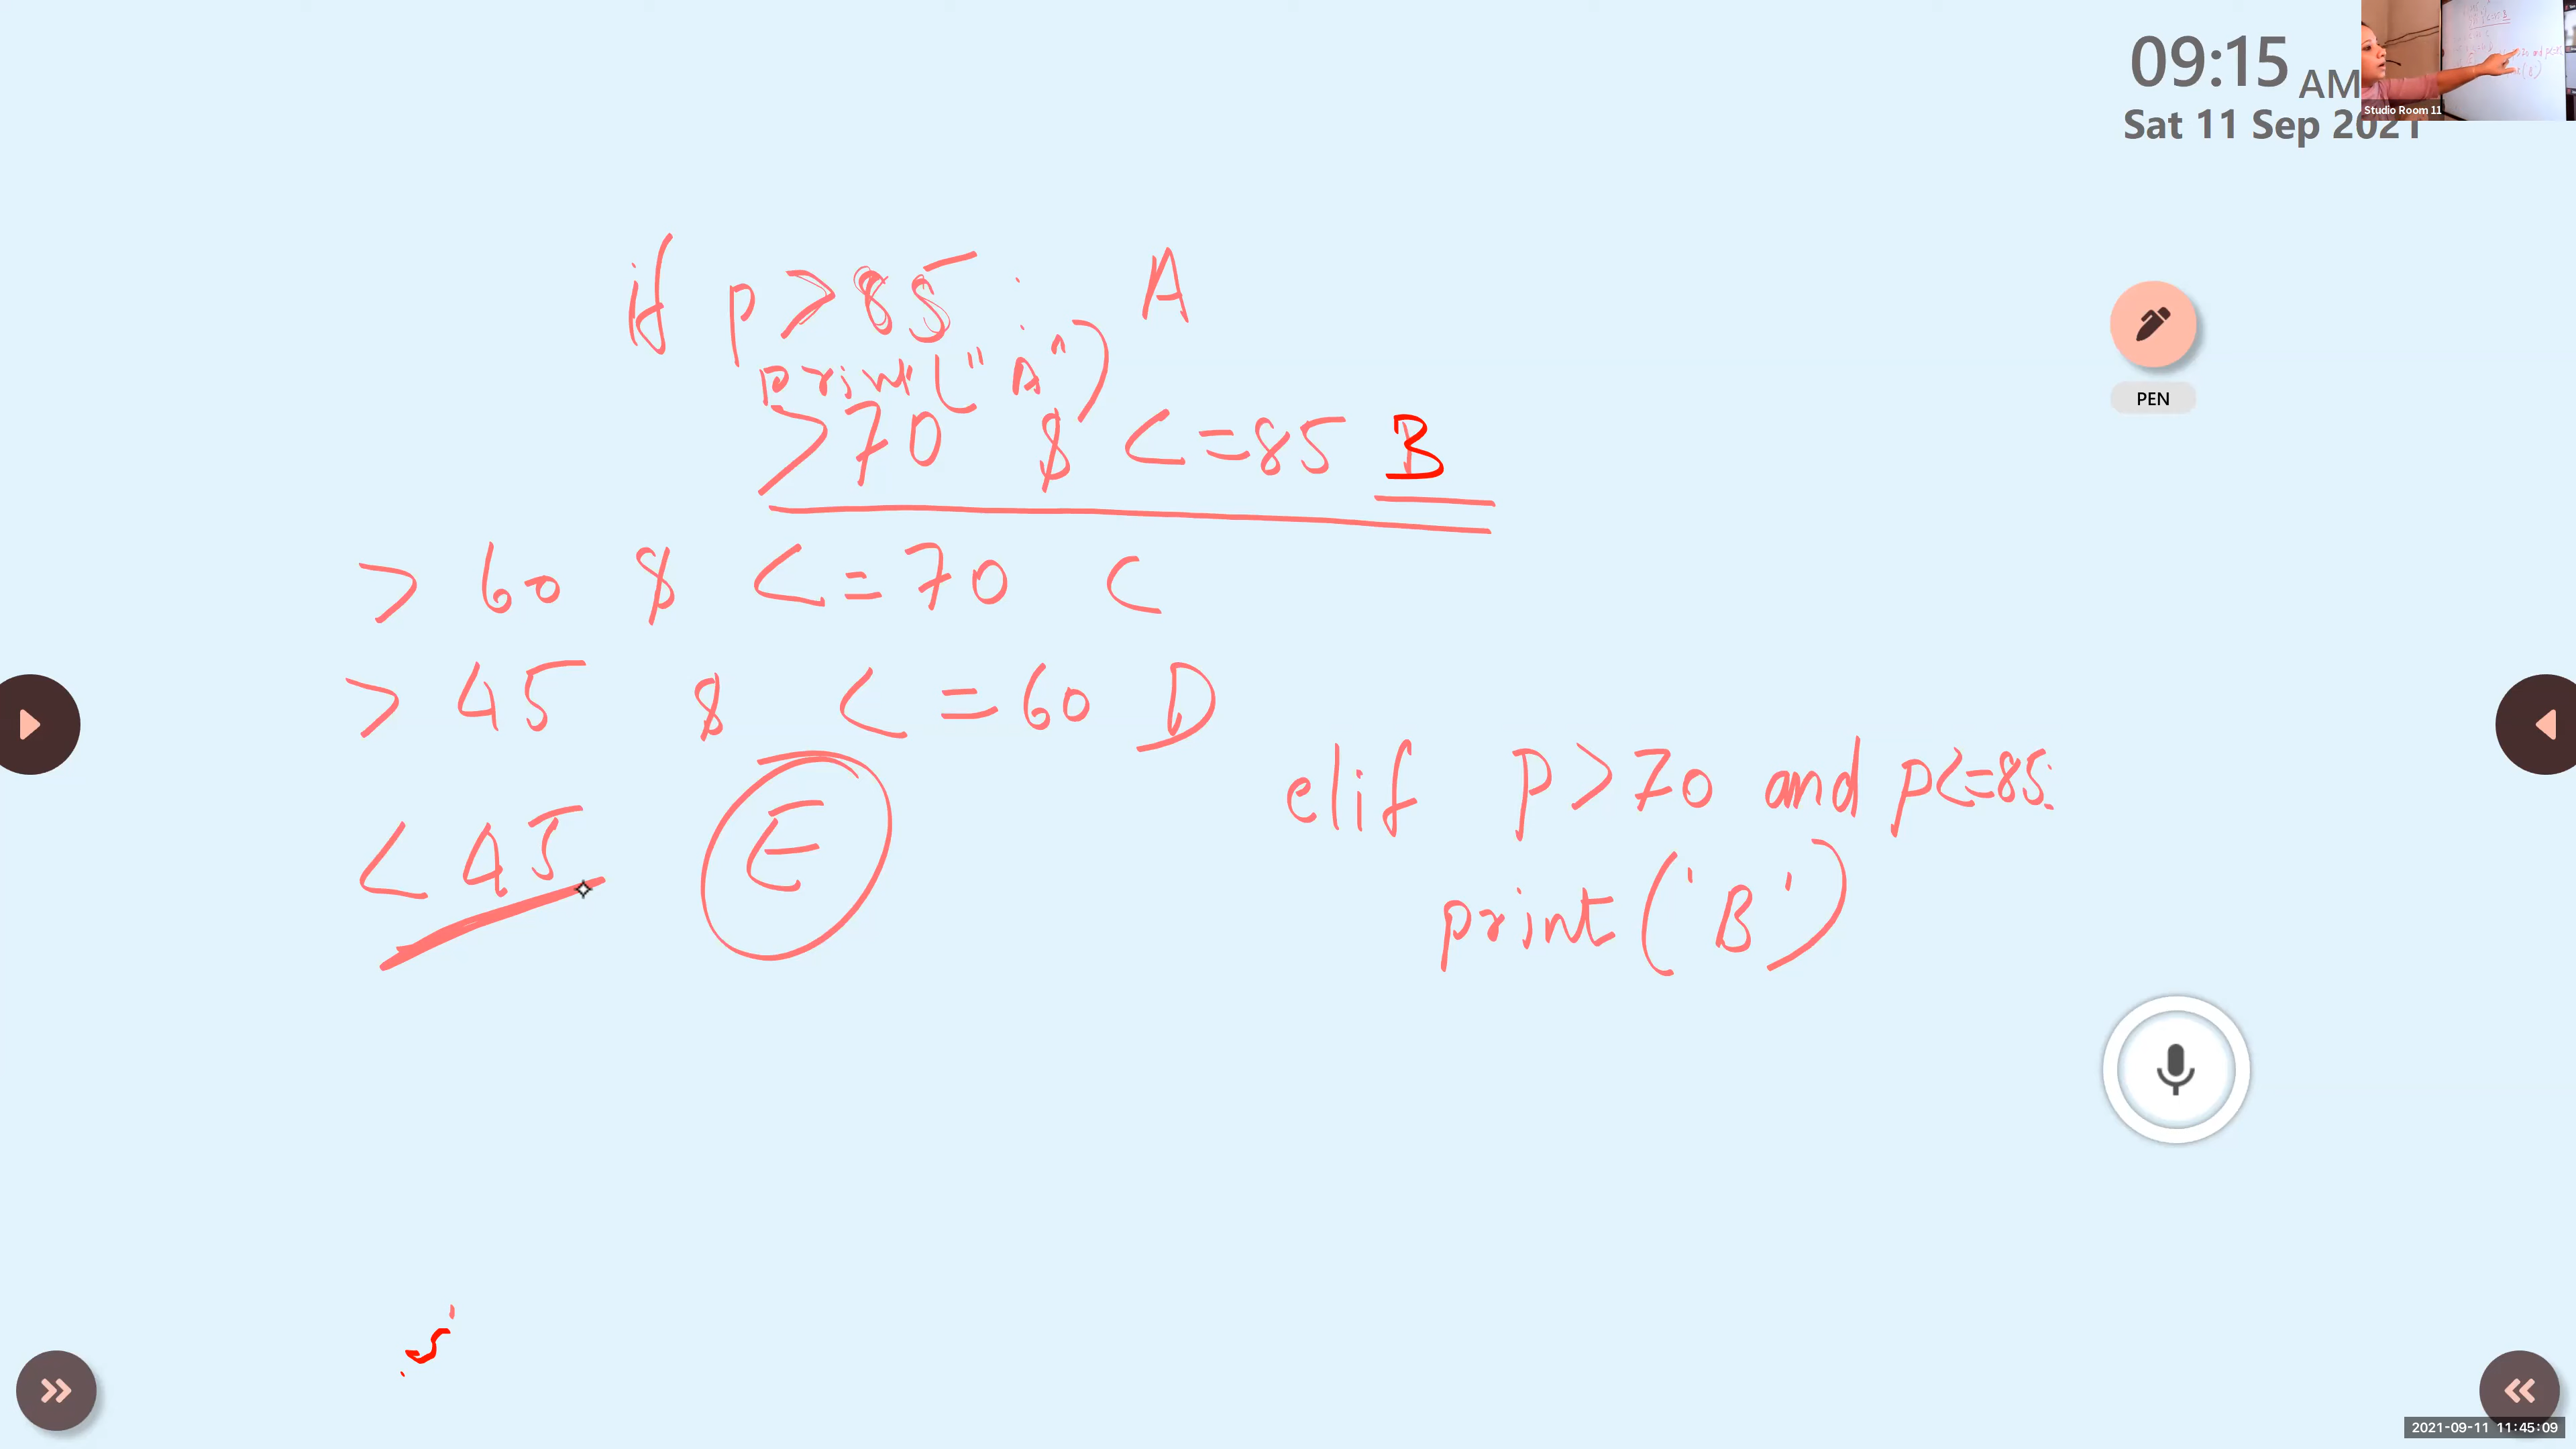 09:15 AM
Sat 11 Sep 2021
Studio Room 11
if p > 85 : A
print("A")
> 70 & <= 85 B
> 60 & <= 70 C
> 45 & <= 60 D
< 45 E
elif p > 70 and p <= 85:
print('B')
PEN
2021-09-11 11:45:09